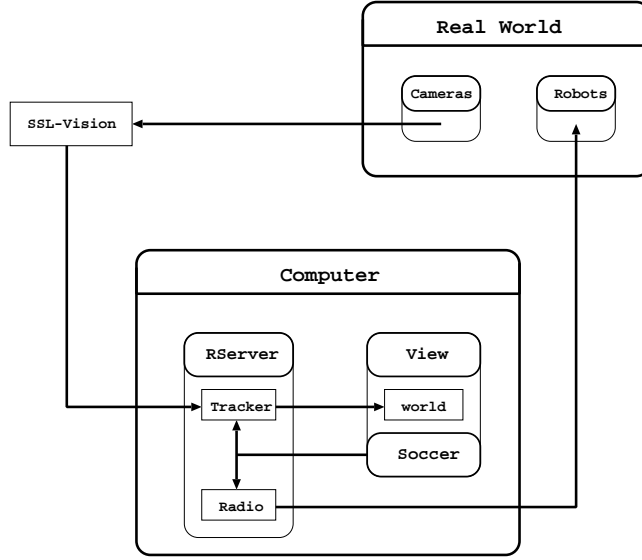 Real World
Cameras
Robots
SSL-Vision
Computer
RServer
View
Tracker
world
Soccer
Radio